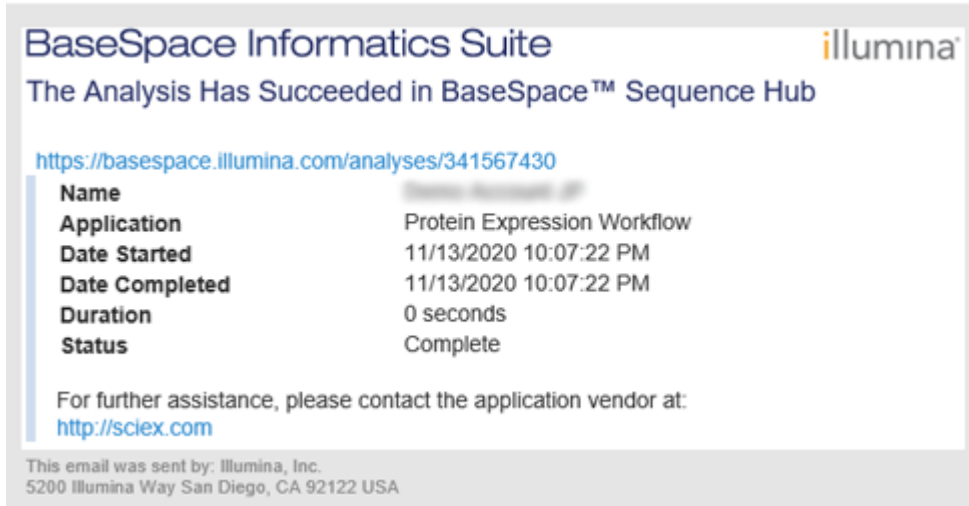 BaseSpace Informatics Suite
illumina®
The Analysis Has Succeeded in BaseSpace™ Sequence Hub
https://basespace.illumina.com/analyses/341567430
Name
Application Protein Expression Workflow
Date Started 11/13/2020 10:07:22 PM
Date Completed 11/13/2020 10:07:22 PM
Duration 0 seconds
Status Complete
For further assistance, please contact the application vendor at:
http://sciex.com
This email was sent by: Illumina, Inc.
5200 Illumina Way San Diego, CA 92122 USA